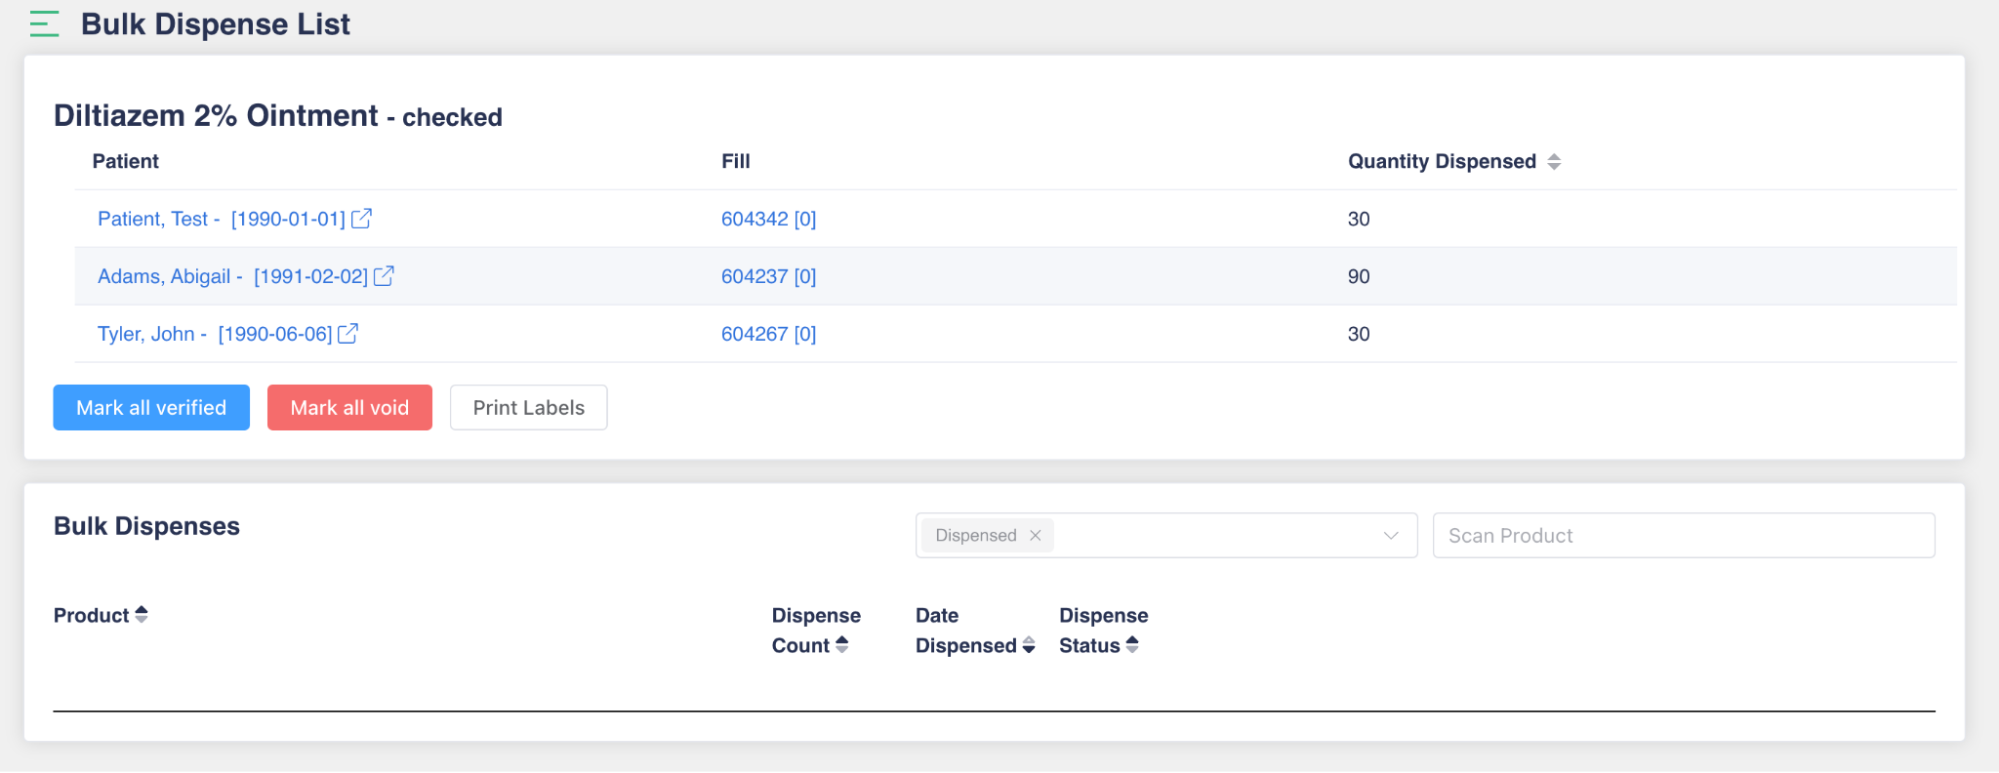 Bulk Dispense List
Diltiazem 2% Ointment - checked
Patient Fill Quantity Dispensed
Patient, Test - [1990-01-01] 604342 [0] 30
Adams, Abigail - [1991-02-02] 604237 [0] 90
Tyler, John - [1990-06-06] 604267 [0] 30
Mark all verified Mark all void Print Labels
Bulk Dispenses Dispensed Scan Product
Product Dispense Date Dispense
Count Dispensed Status